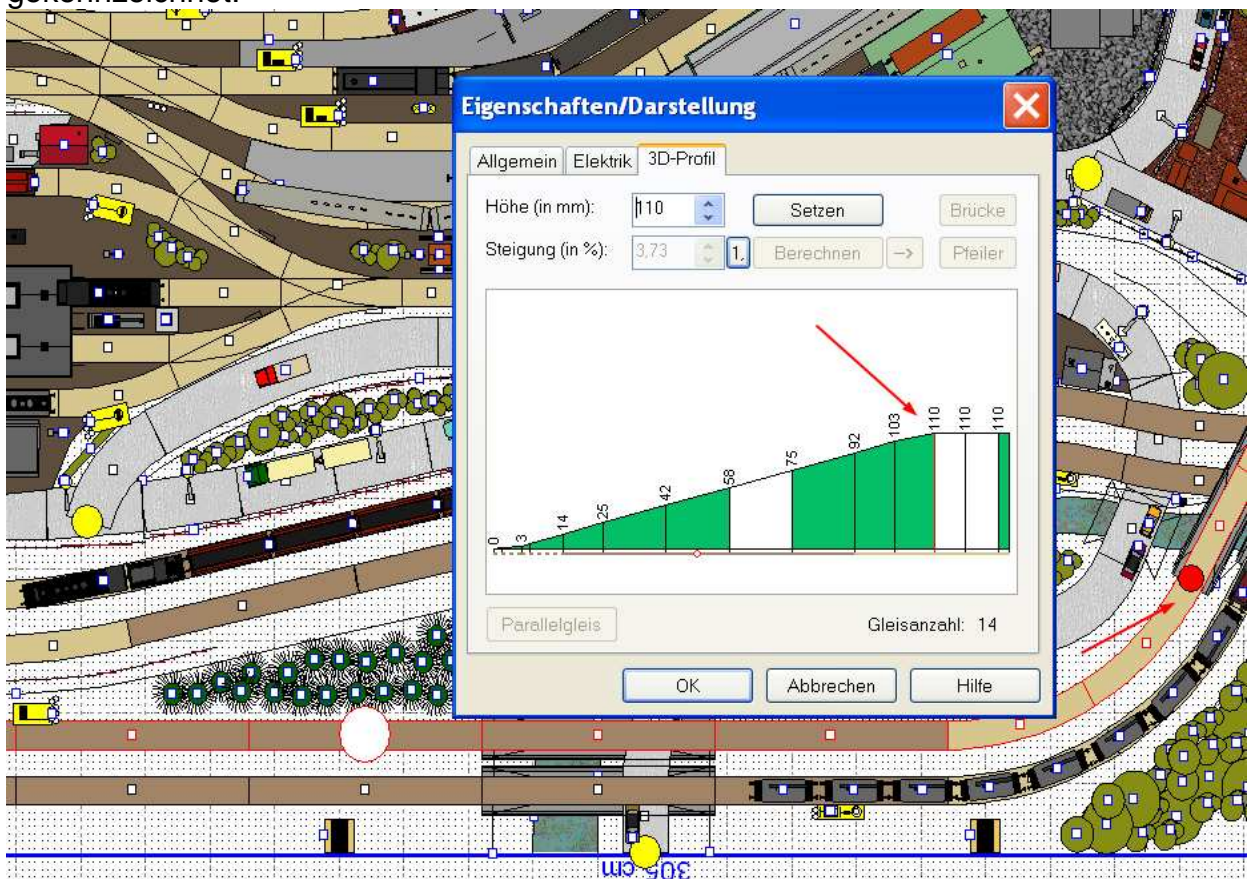 gekennzeichnet.
Eigenschaften/Darstellung
Allgemein Elektrik 3D-Profil
Höhe (in mm): 110 Setzen Brücke
Steigung (in %): 3,73 1, Berechnen -> Pfeiler
0 3 14 25 42 58 75 92 103 110 110 110
Parallelgleis Gleisanzahl: 14
OK Abbrechen Hilfe
305 cm